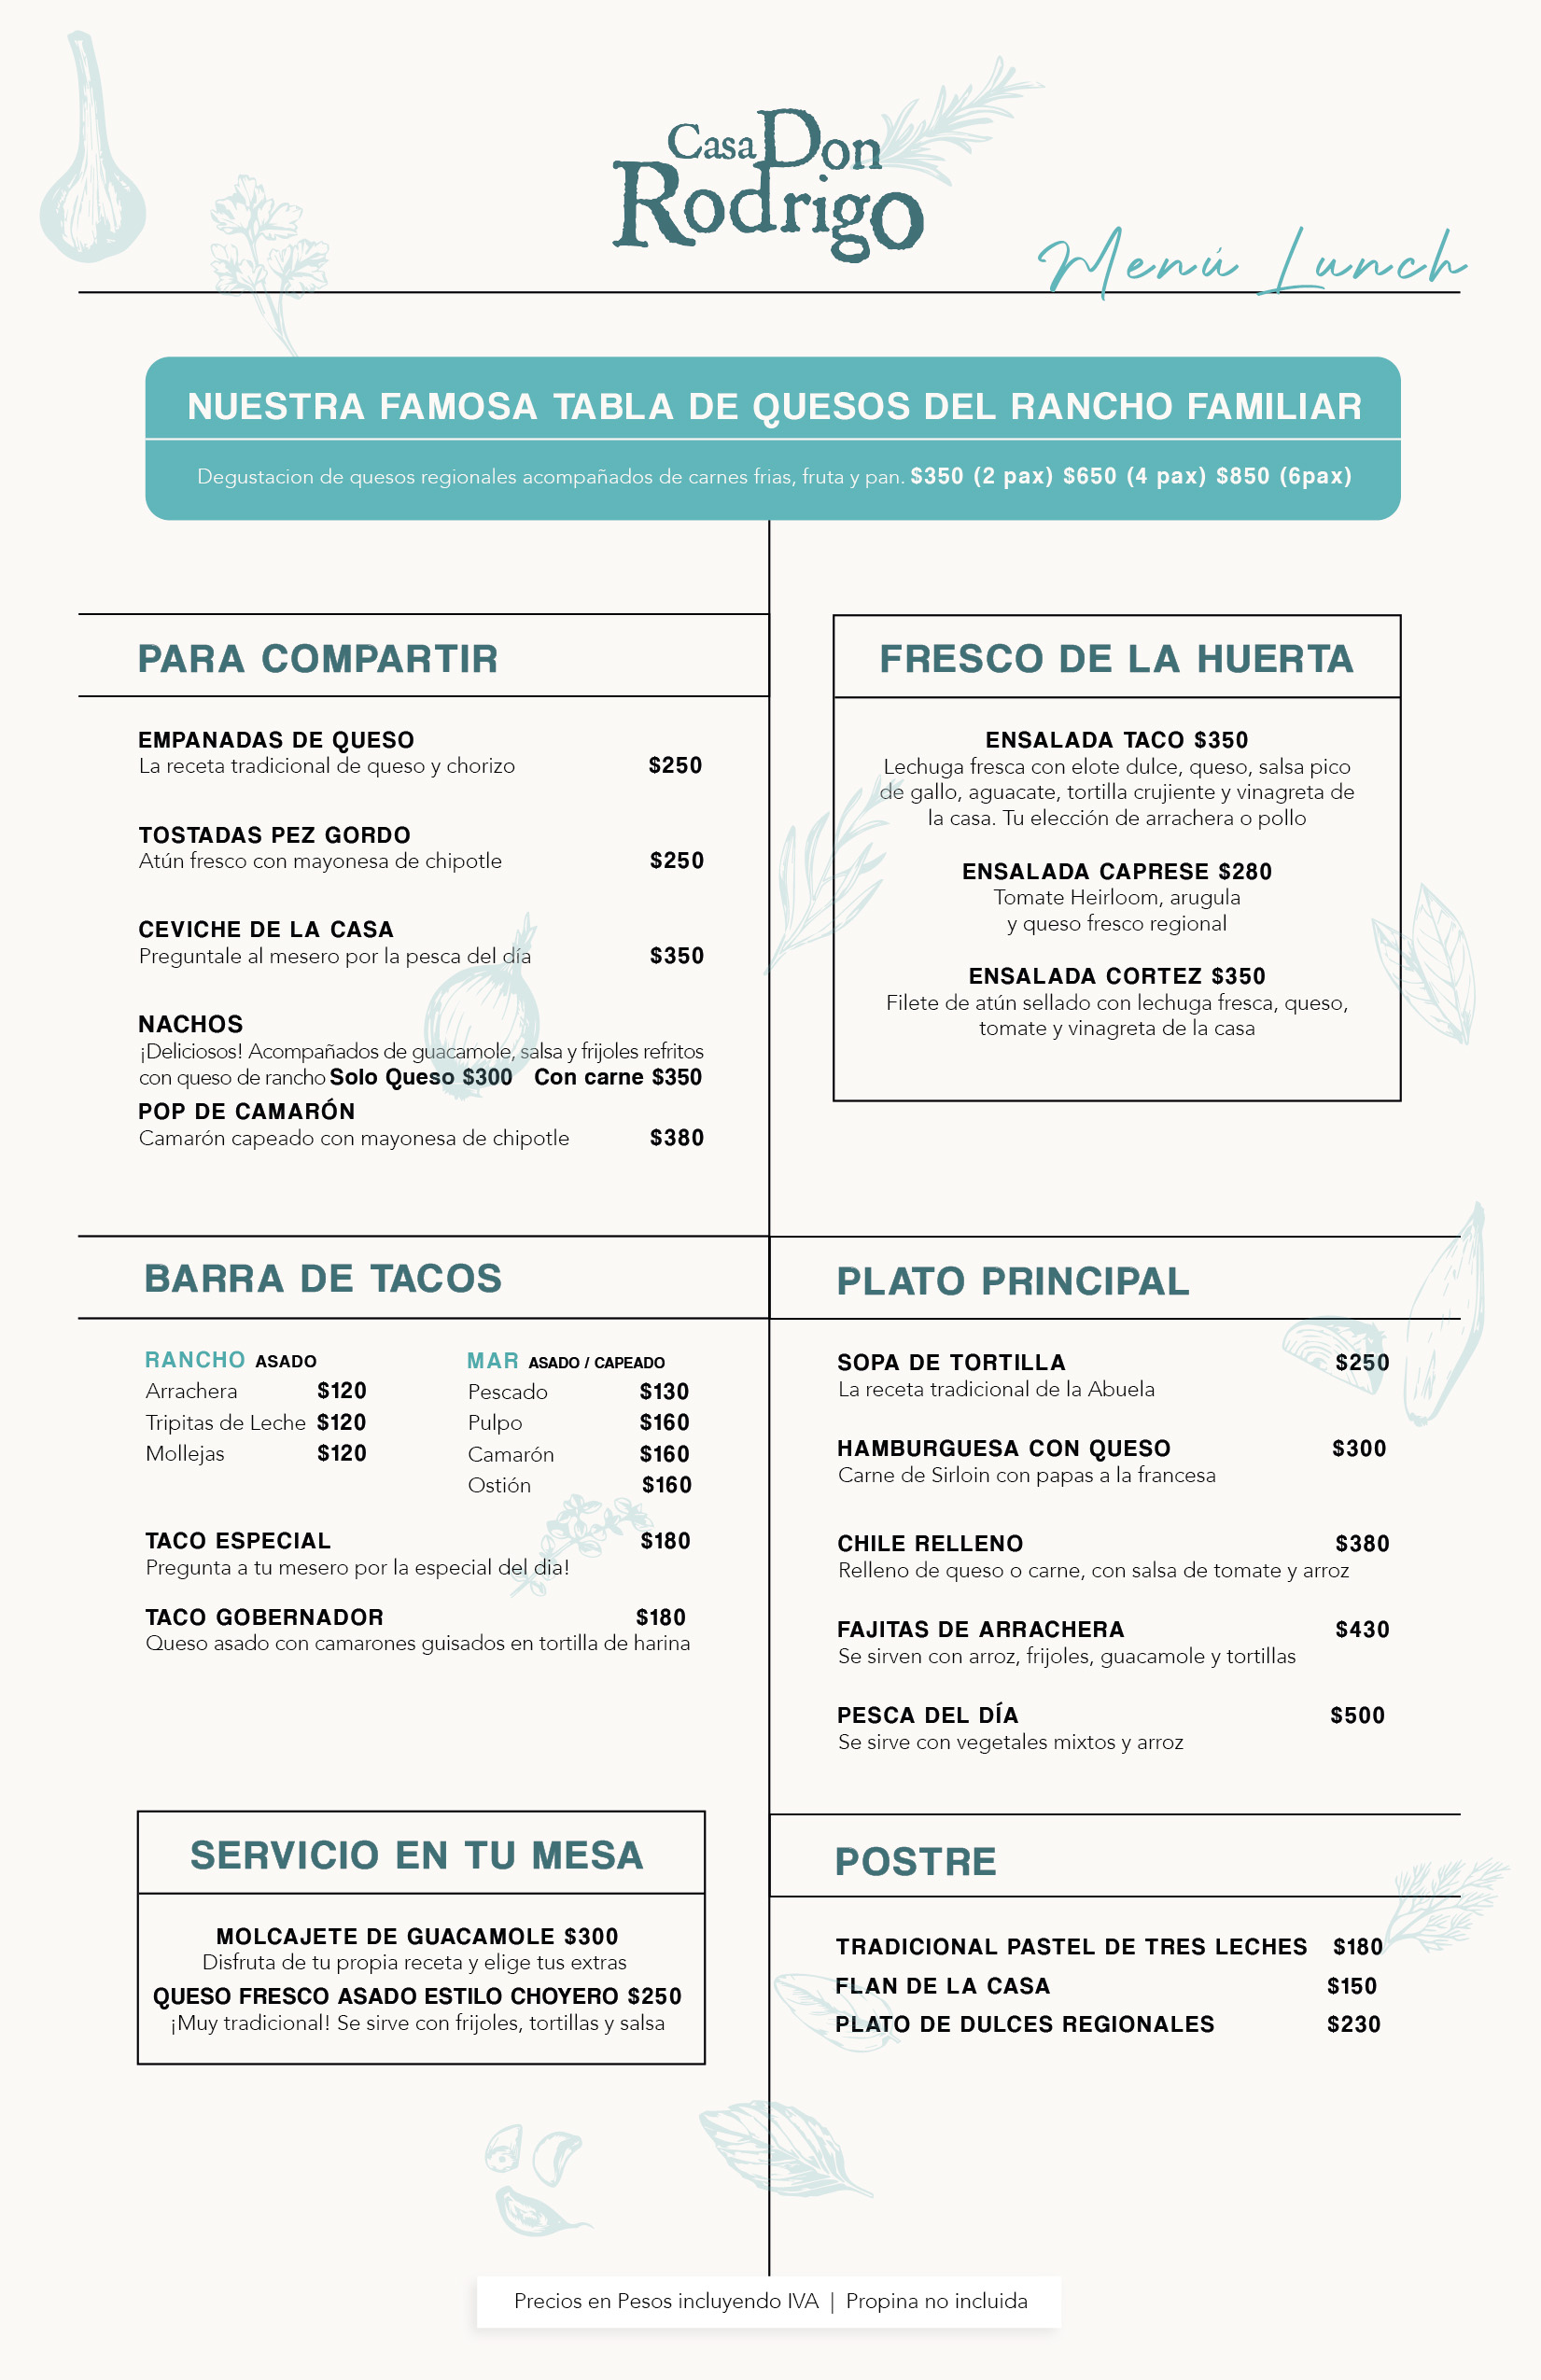 Casa Don
Rodrigo
Menú Lunch
NUESTRA FAMOSA TABLA DE QUESOS DEL RANCHO FAMILIAR
Degustacion de quesos regionales acompañados de carnes frias, fruta y pan. $350 (2 pax) $650 (4 pax) $850 (6pax)
PARA COMPARTIR
EMPANADAS DE QUESO
La receta tradicional de queso y chorizo $250
TOSTADAS PEZ GORDO
Atún fresco con mayonesa de chipotle $250
CEVICHE DE LA CASA
Preguntale al mesero por la pesca del día $350
NACHOS
¡Deliciosos! Acompañados de guacamole, salsa y frijoles refritos
con queso de rancho Solo Queso $300 Con carne $350
POP DE CAMARÓN
Camarón capeado con mayonesa de chipotle $380
FRESCO DE LA HUERTA
ENSALADA TACO $350
Lechuga fresca con elote dulce, queso, salsa pico
de gallo, aguacate, tortilla crujiente y vinagreta de
la casa. Tu elección de arrachera o pollo
ENSALADA CAPRESE $280
Tomate Heirloom, arugula
y queso fresco regional
ENSALADA CORTEZ $350
Filete de atún sellado con lechuga fresca, queso,
tomate y vinagreta de la casa
BARRA DE TACOS
RANCHO ASADO
Arrachera $120
Tripitas de Leche $120
Mollejas $120
MAR ASADO / CAPEADO
Pescado $130
Pulpo $160
Camarón $160
Ostión $160
TACO ESPECIAL $180
Pregunta a tu mesero por la especial del dia!
TACO GOBERNADOR $180
Queso asado con camarones guisados en tortilla de harina
PLATO PRINCIPAL
SOPA DE TORTILLA $250
La receta tradicional de la Abuela
HAMBURGUESA CON QUESO $300
Carne de Sirloin con papas a la francesa
CHILE RELLENO $380
Relleno de queso o carne, con salsa de tomate y arroz
FAJITAS DE ARRACHERA $430
Se sirven con arroz, frijoles, guacamole y tortillas
PESCA DEL DÍA $500
Se sirve con vegetales mixtos y arroz
SERVICIO EN TU MESA
MOLCAJETE DE GUACAMOLE $300
Disfruta de tu propia receta y elige tus extras
QUESO FRESCO ASADO ESTILO CHOYERO $250
¡Muy tradicional! Se sirve con frijoles, tortillas y salsa
POSTRE
TRADICIONAL PASTEL DE TRES LECHES $180
FLAN DE LA CASA $150
PLATO DE DULCES REGIONALES $230
Precios en Pesos incluyendo IVA | Propina no incluida